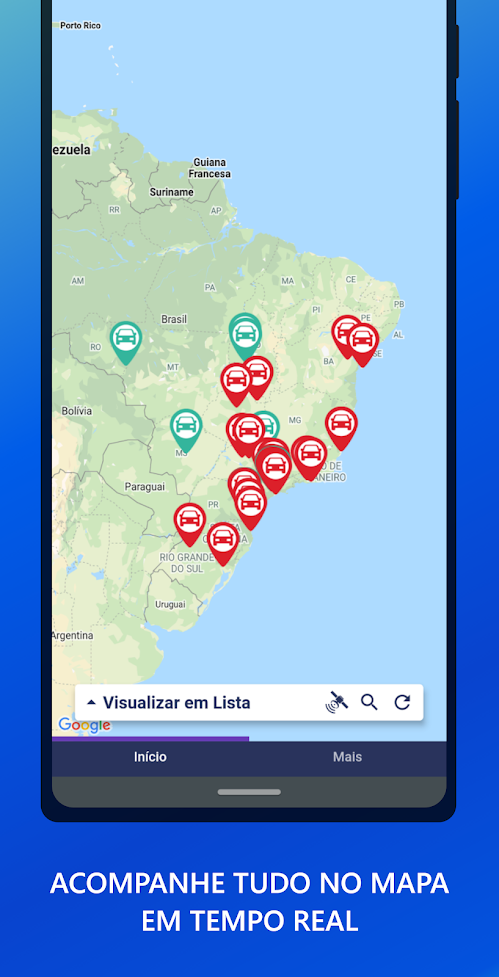 Porto Rico
ezuela
Guiana
Francesa
Suriname
RR
AP
AM
PA
MA
CE
PB
PI
PE
AL
SE
Brasil
RO
MT
BA
Bolívia
MG
MS
DE
ANEIRO
Paraguai
PR
RIO GRANDE
DO SUL
Uruguai
Argentina
Visualizar em Lista
Google
Início
Mais
ACOMPANHE TUDO NO MAPA
EM TEMPO REAL